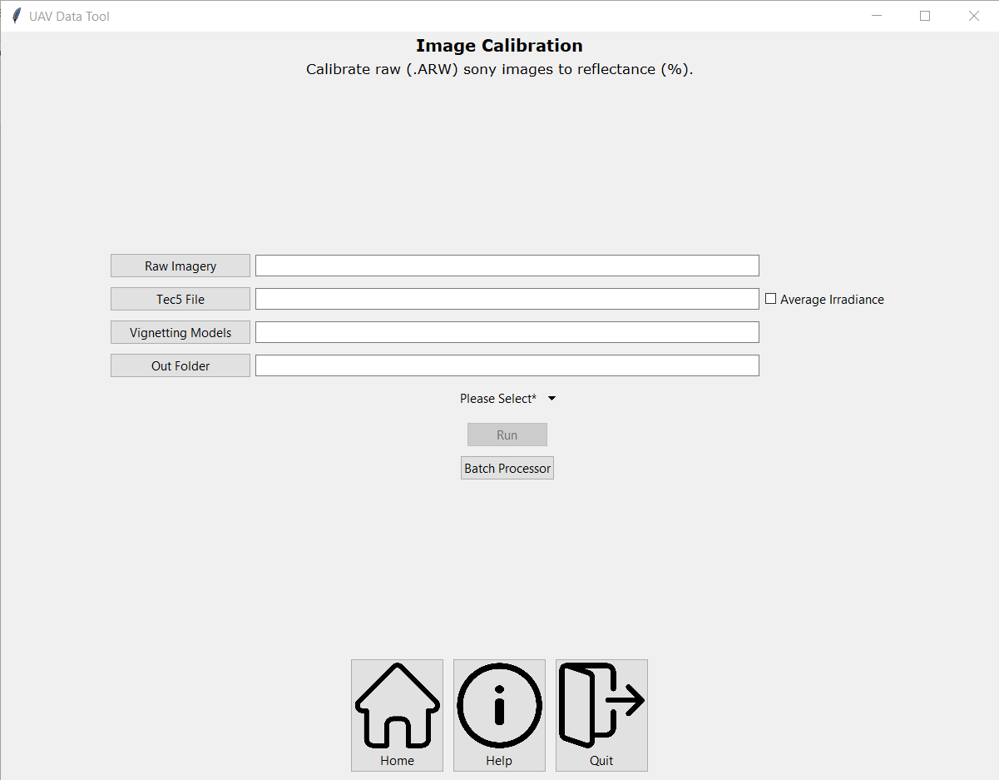 UAV Data Tool
Image Calibration
Calibrate raw (.ARW) sony images to reflectance (%).
Raw Imagery
Tec5 File
Average Irradiance
Vignetting Models
Out Folder
Please Select*
Run
Batch Processor
Home
Help
Quit